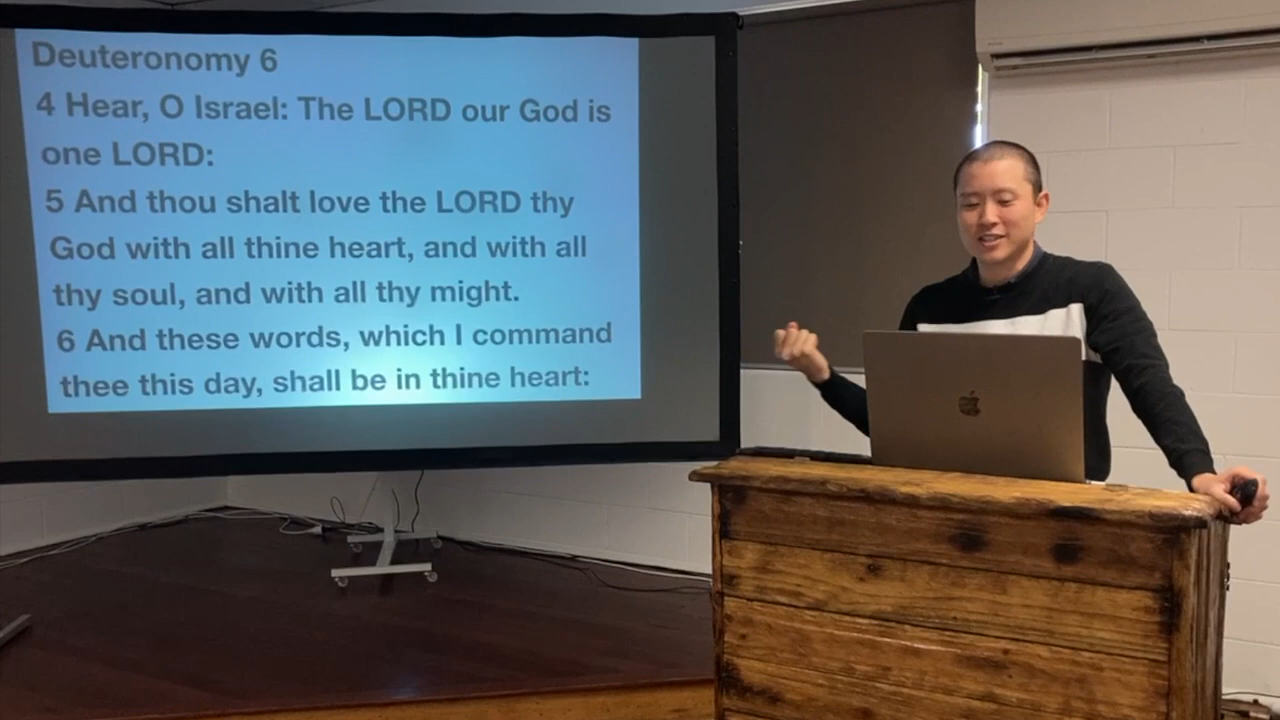 Deuteronomy 6
4 Hear, O Israel: The LORD our God is
one LORD:
5 And thou shalt love the LORD thy
God with all thine heart, and with all
thy soul, and with all thy might.
6 And these words, which I command
thee this day, shall be in thine heart: